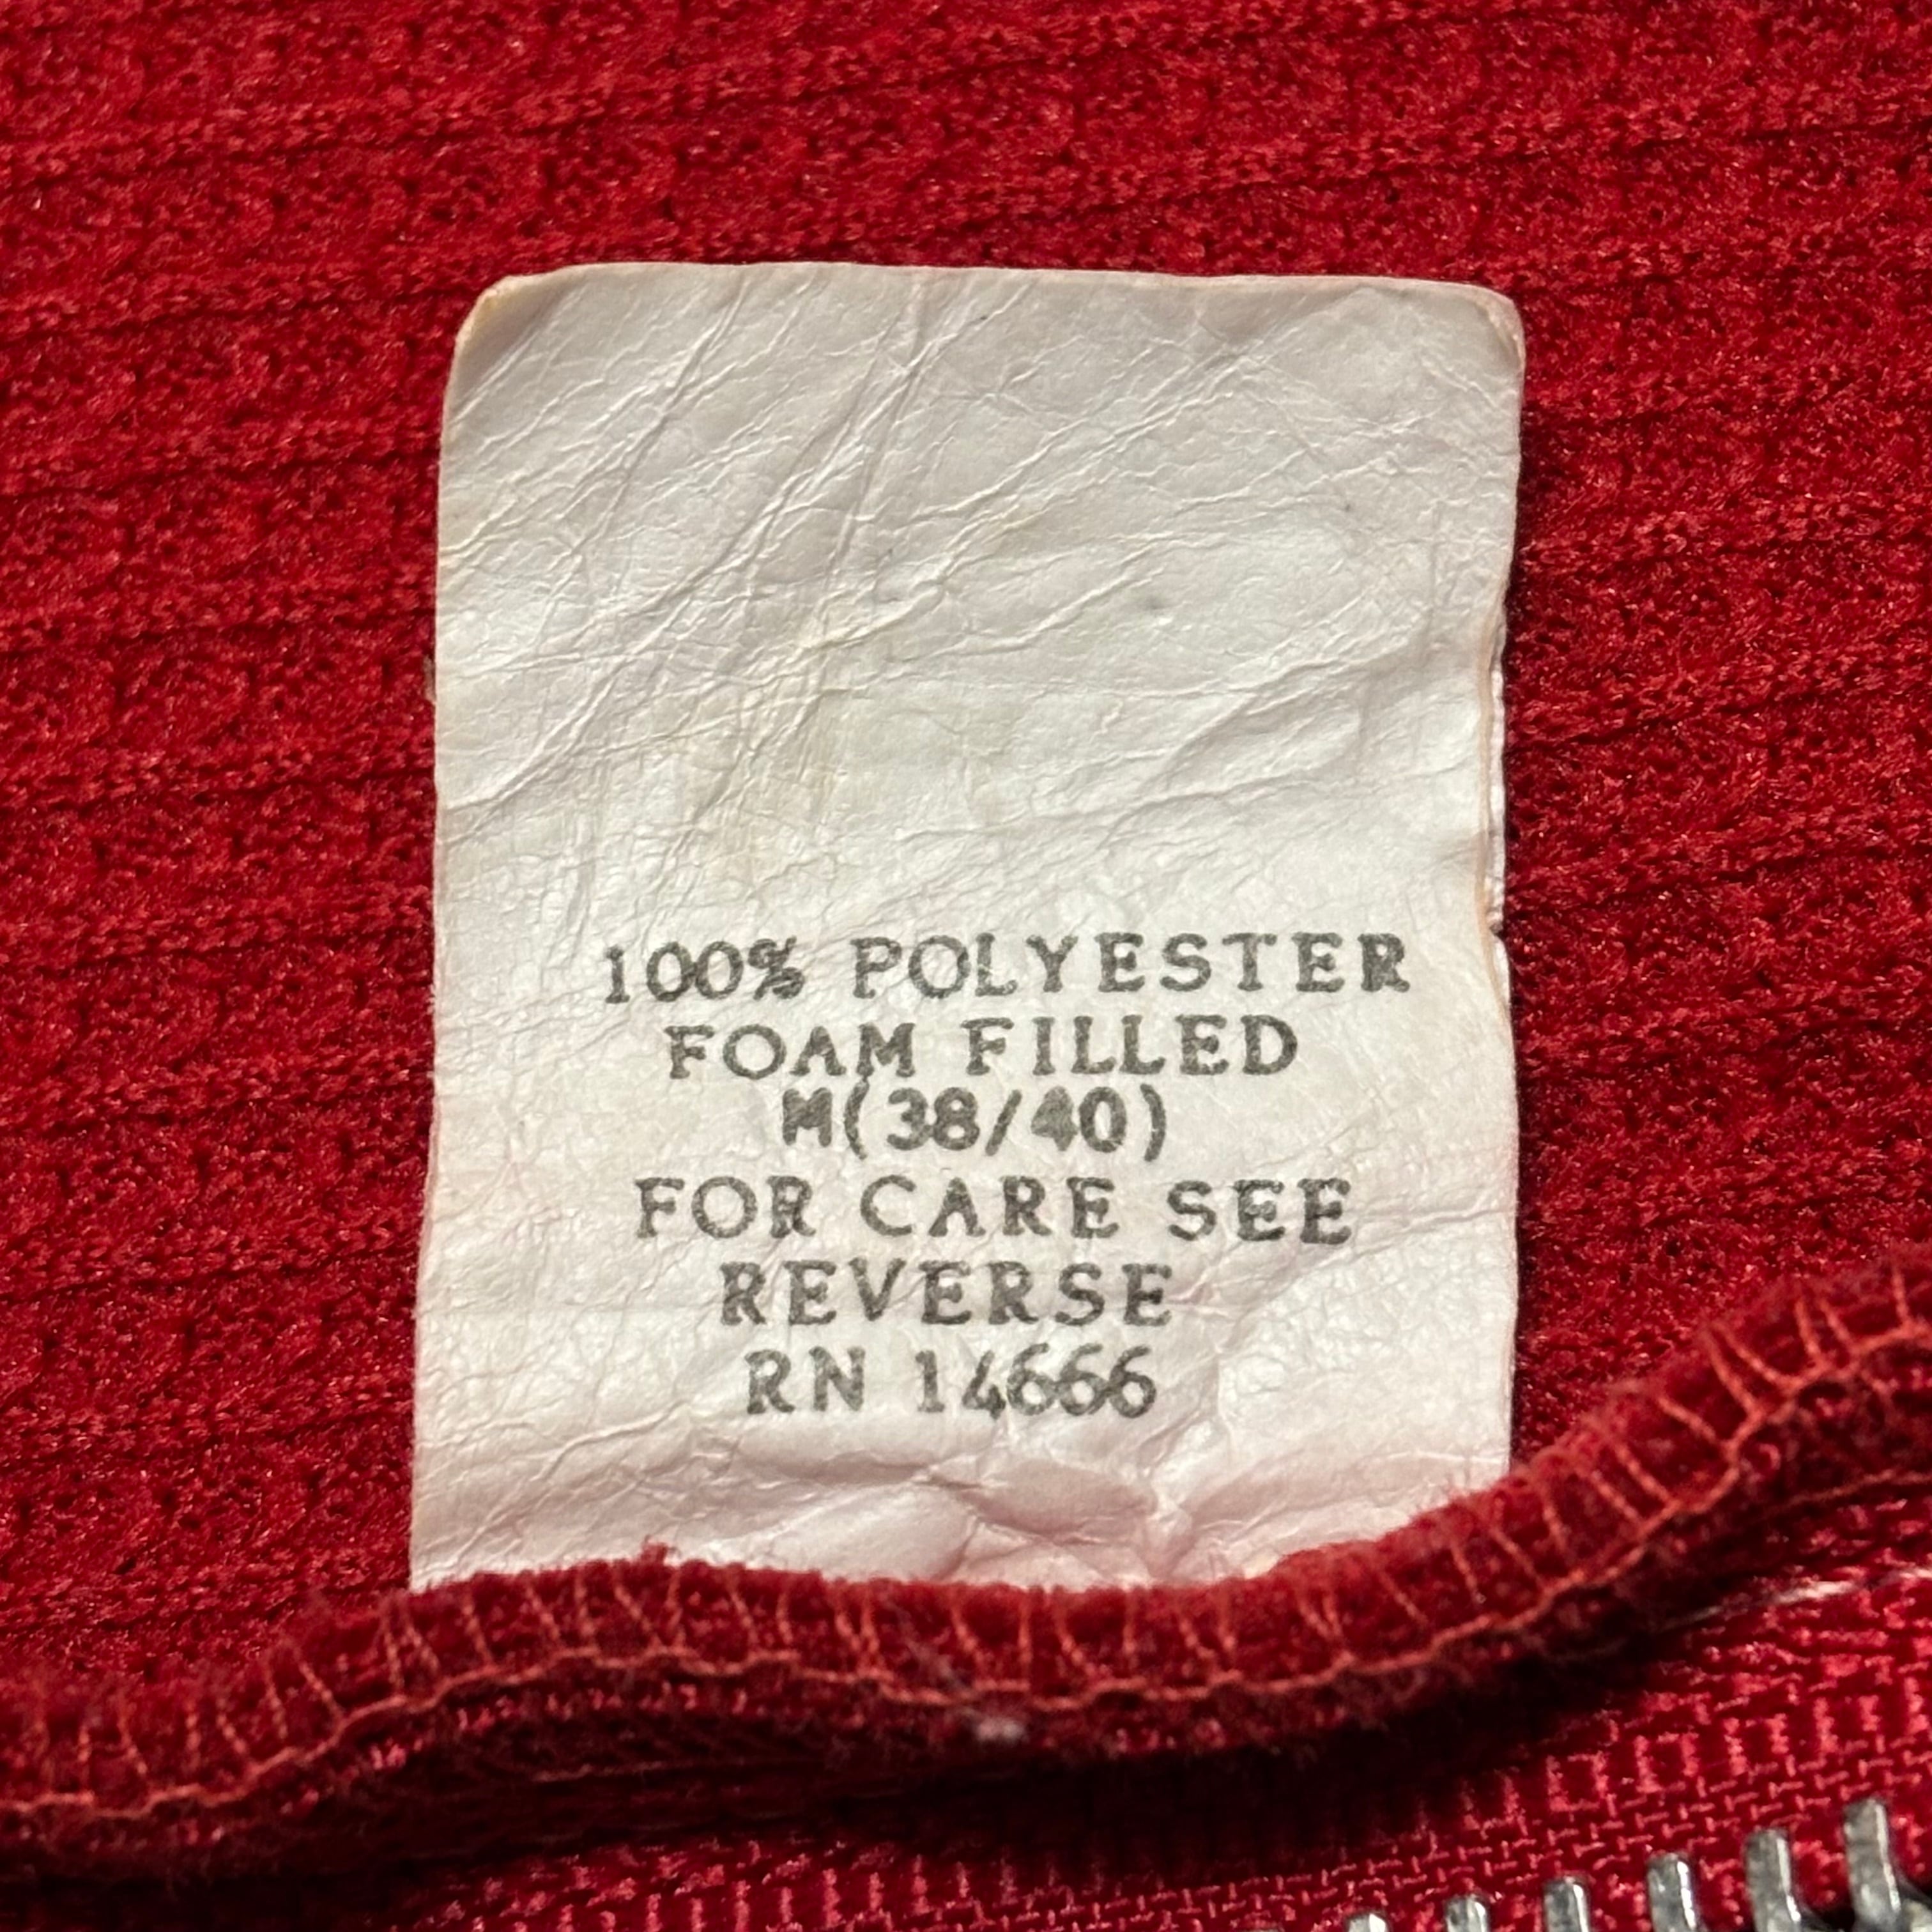 100% POLYESTER
FOAM FILLED
M(38/40)
FOR CARE SEE
REVERSE
RN 14666